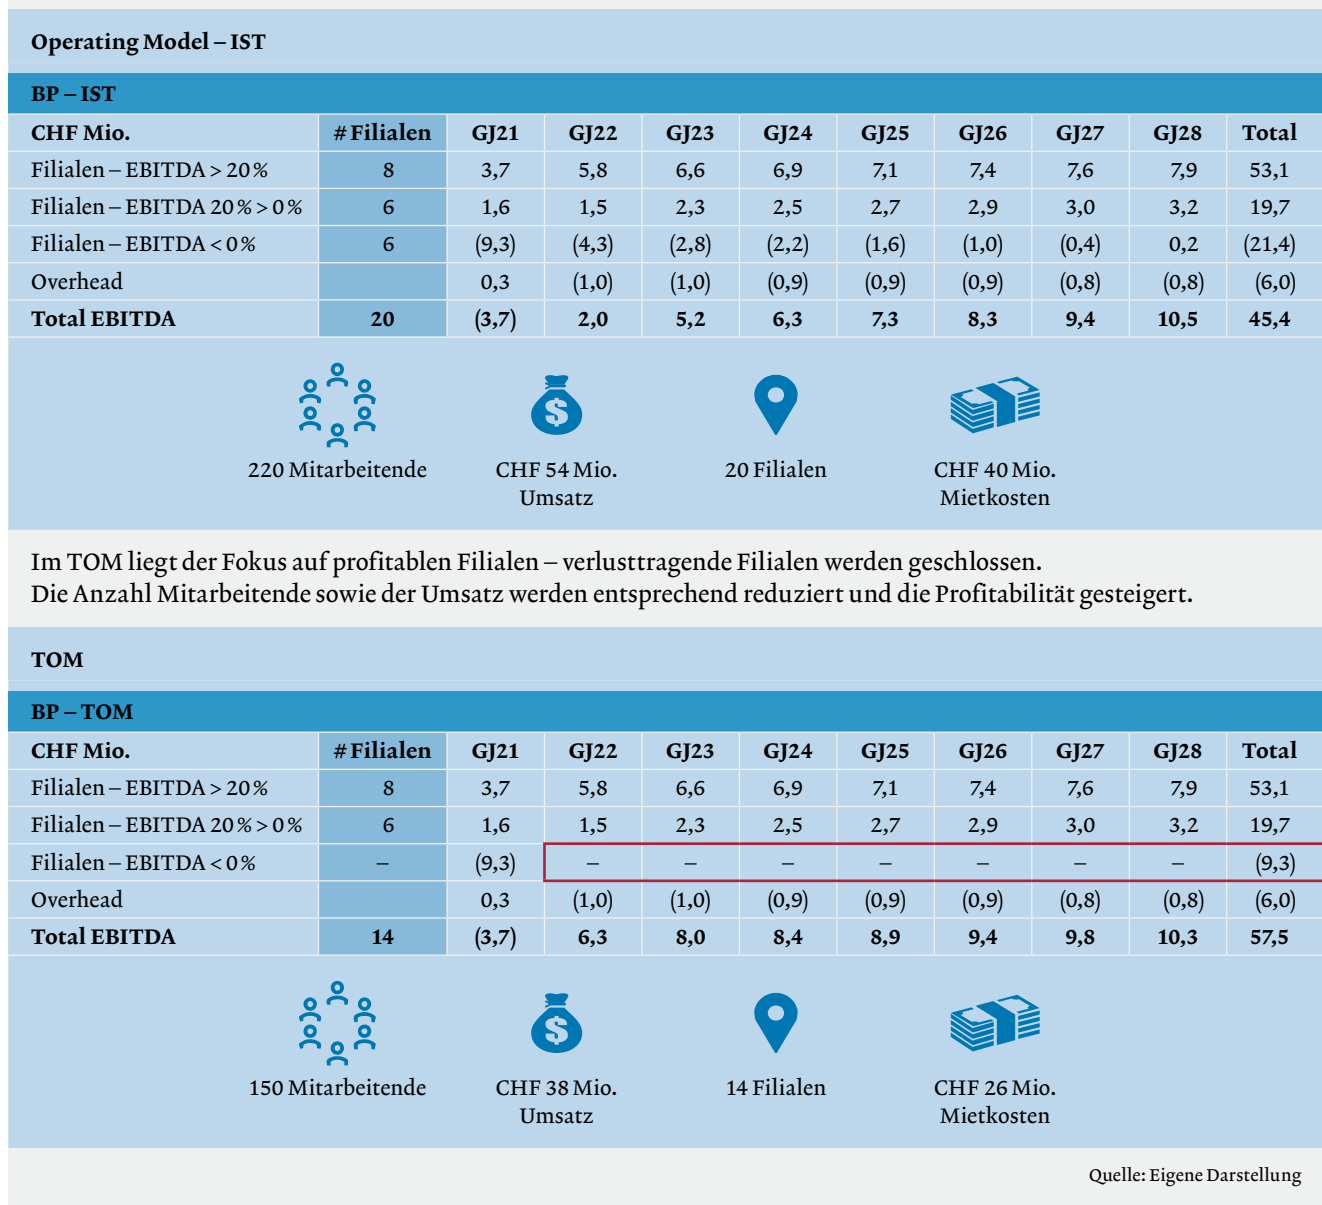 Operating Model – IST
BP – IST
CHF Mio. # Filialen GJ21 GJ22 GJ23 GJ24 GJ25 GJ26 GJ27 GJ28 Total
Filialen – EBITDA > 20 % 8 3,7 5,8 6,6 6,9 7,1 7,4 7,6 7,9 53,1
Filialen – EBITDA 20 % > 0 % 6 1,6 1,5 2,3 2,5 2,7 2,9 3,0 3,2 19,7
Filialen – EBITDA < 0 % 6 (9,3) (4,3) (2,8) (2,2) (1,6) (1,0) (0,4) 0,2 (21,4)
Overhead 0,3 (1,0) (1,0) (0,9) (0,9) (0,9) (0,8) (0,8) (6,0)
Total EBITDA 20 (3,7) 2,0 5,2 6,3 7,3 8,3 9,4 10,5 45,4
220 Mitarbeitende CHF 54 Mio. 20 Filialen CHF 40 Mio.
Umsatz Mietkosten
Im TOM liegt der Fokus auf profitablen Filialen – verlusttragende Filialen werden geschlossen.
Die Anzahl Mitarbeitende sowie der Umsatz werden entsprechend reduziert und die Profitabilität gesteigert.
TOM
BP – TOM
CHF Mio. # Filialen GJ21 GJ22 GJ23 GJ24 GJ25 GJ26 GJ27 GJ28 Total
Filialen – EBITDA > 20 % 8 3,7 5,8 6,6 6,9 7,1 7,4 7,6 7,9 53,1
Filialen – EBITDA 20 % > 0 % 6 1,6 1,5 2,3 2,5 2,7 2,9 3,0 3,2 19,7
Filialen – EBITDA < 0 % – (9,3) – – – – – – – (9,3)
Overhead 0,3 (1,0) (1,0) (0,9) (0,9) (0,9) (0,8) (0,8) (6,0)
Total EBITDA 14 (3,7) 6,3 8,0 8,4 8,9 9,4 9,8 10,3 57,5
150 Mitarbeitende CHF 38 Mio. 14 Filialen CHF 26 Mio.
Umsatz Mietkosten
Quelle: Eigene Darstellung